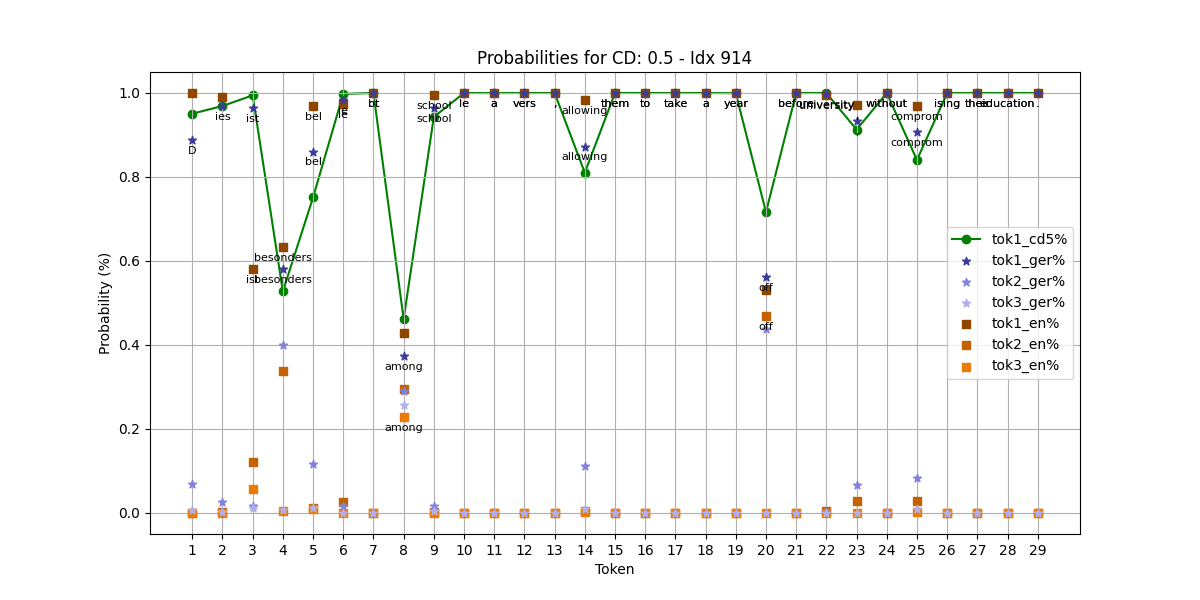 Probabilities for CD: 0.5 - Idx 914
Probability (%)
1.0
0.8
0.6
0.4
0.2
0.0
D
ies
ist
ist
besonders
besonders
bel
bel
ie
bt
among
among
school
school
le
a
vers
,
allowing
allowing
them
to
take
a
year
off
off
before
university
without
comprom
comprom
ising
their
education
.
tok1_cd5%
tok1_ger%
tok2_ger%
tok3_ger%
tok1_en%
tok2_en%
tok3_en%
1 2 3 4 5 6 7 8 9 10 11 12 13 14 15 16 17 18 19 20 21 22 23 24 25 26 27 28 29
Token